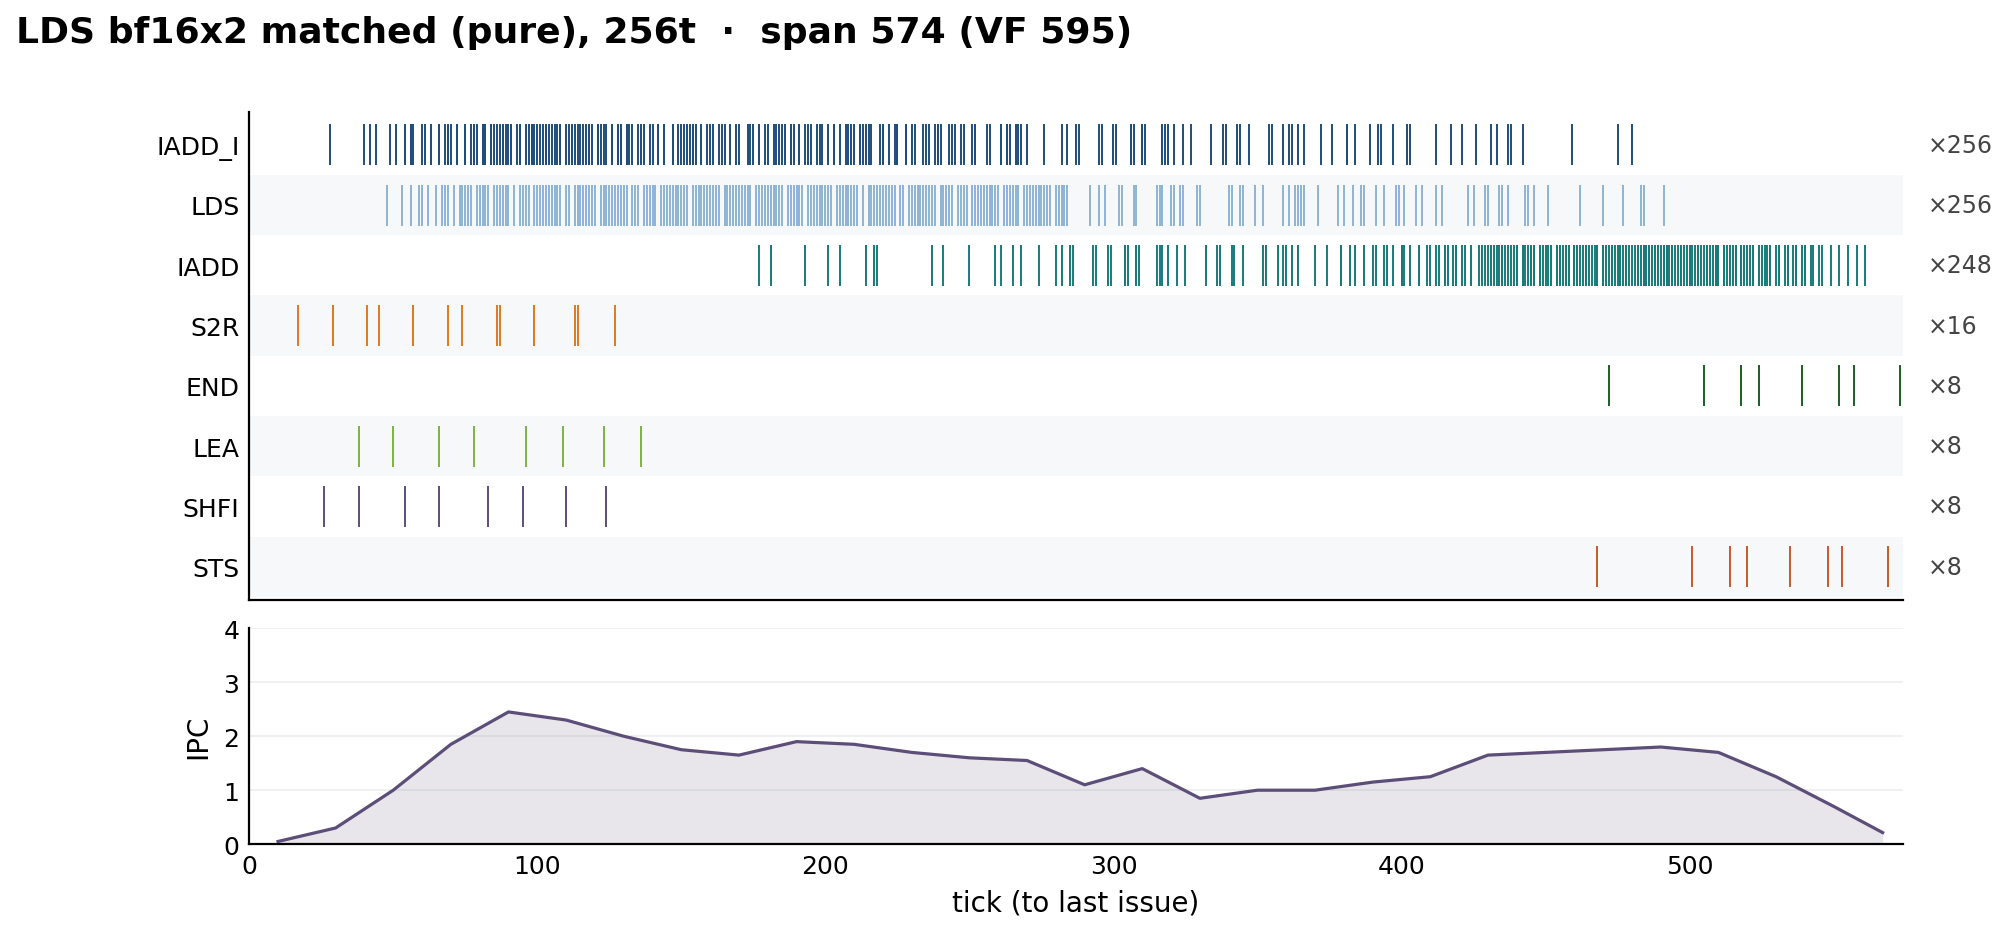 LDS bf16x2 matched (pure), 256t · span 574 (VF 595)
IADD_I ×256
LDS ×256
IADD ×248
S2R ×16
END ×8
LEA ×8
SHFI ×8
STS ×8
4
3
2
1
0
IPC
0 100 200 300 400 500
tick (to last issue)